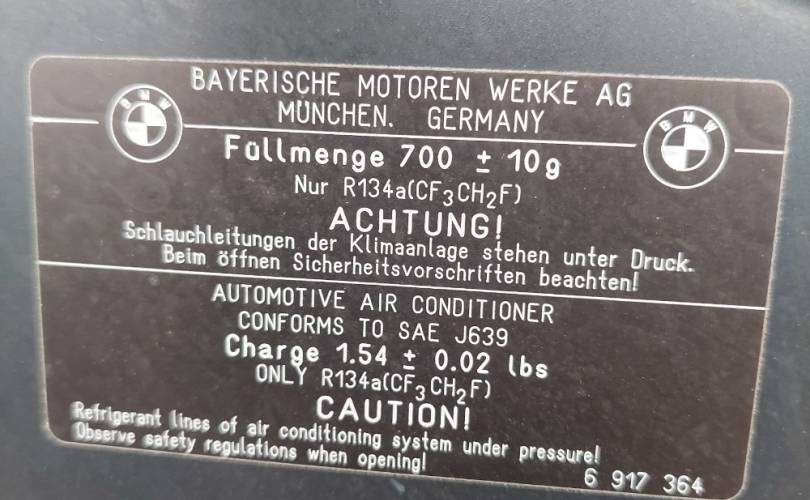 BAYERISCHE MOTOREN WERKE AG
MÜNCHEN. GERMANY
BMW
BMW
Füllmenge 700 ± 10g
Nur R134a(CF₃CH₂F)
ACHTUNG!
Schlauchleitungen der Klimaanlage stehen unter Druck.
Beim öffnen Sicherheitsvorschriften beachten!
AUTOMOTIVE AIR CONDITIONER
CONFORMS TO SAE J639
Charge 1.54 ± 0.02 lbs
ONLY R134a(CF₃CH₂F)
CAUTION!
Refrigerant lines of air conditioning system under pressure!
Observe safety regulations when opening!
6 917 364